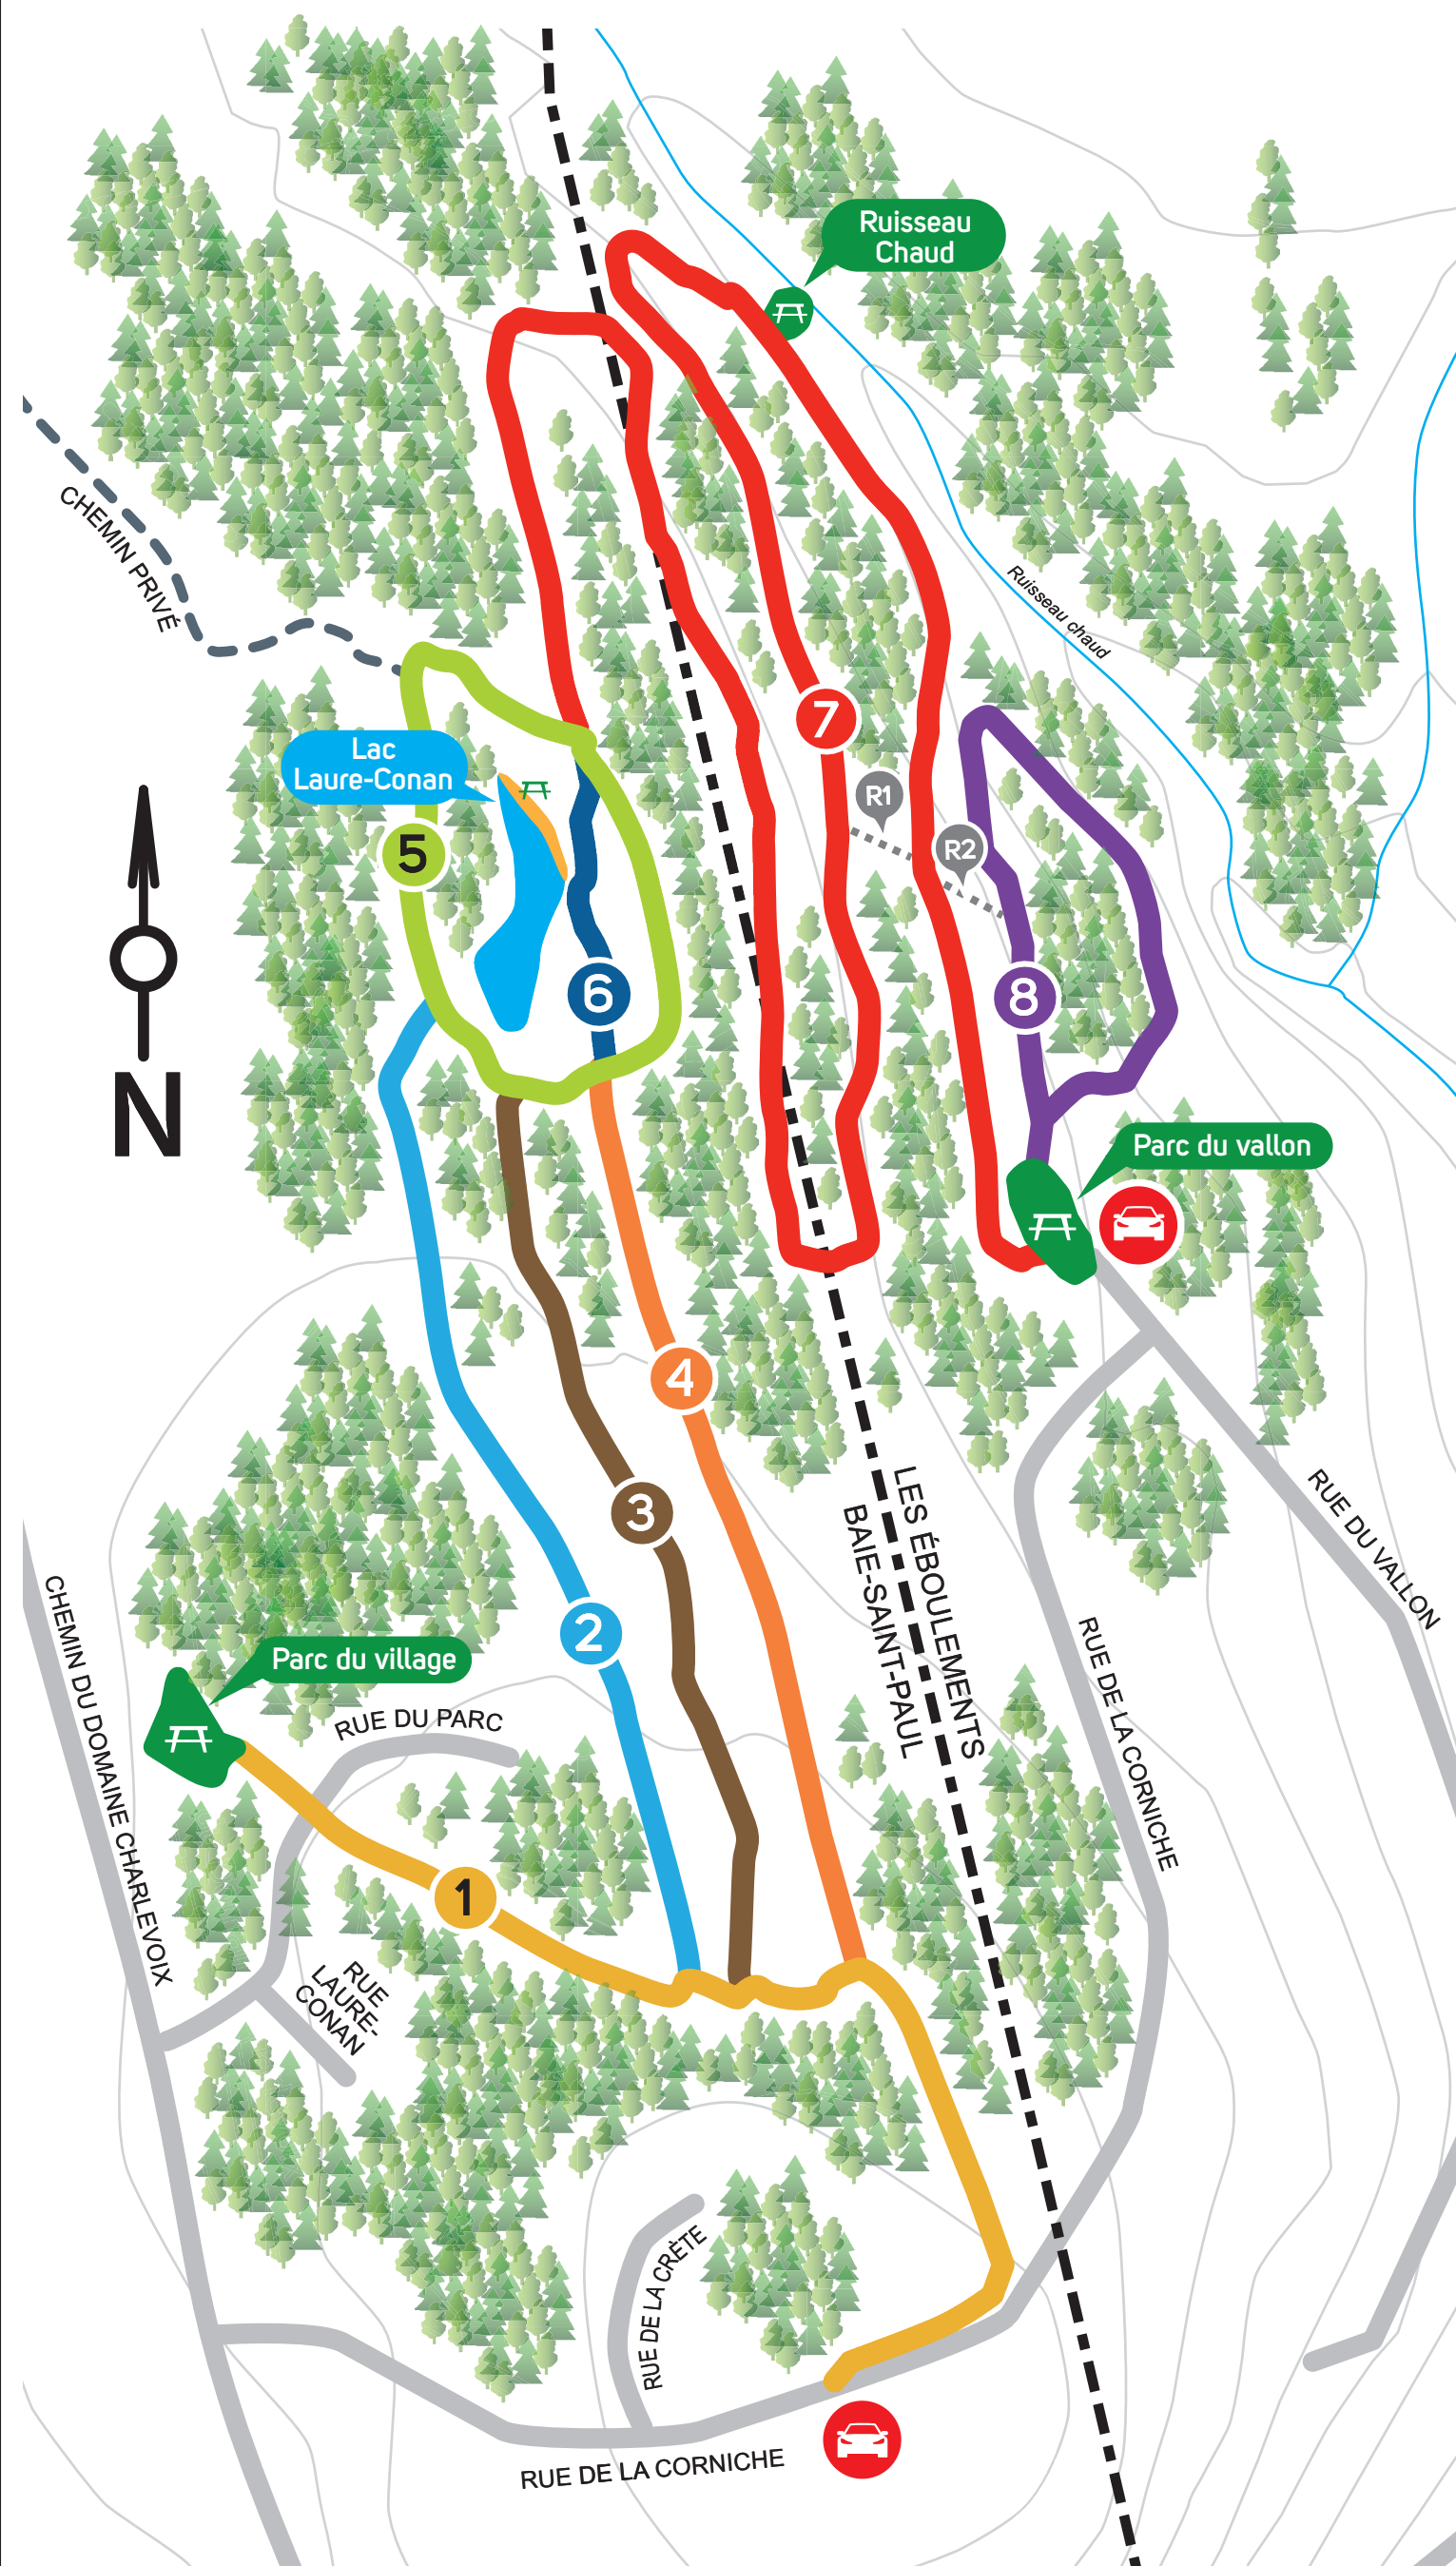 Ruisseau
Chaud
CHEMIN PRIVÉ
Ruisseau chaud
7
Lac
Laure-Conan
R1
R2
5
6
8
N
Parc du vallon
4
3
LES ÉBOULEMENTS
BAIE-SAINT-PAUL
RUE DU VALLON
2
CHEMIN DU DOMAINE CHARLEVOIX
Parc du village
RUE DE LA CORNICHE
RUE DU PARC
1
RUE
LAURE-
CONAN
RUE DE LA CRÈTE
RUE DE LA CORNICHE